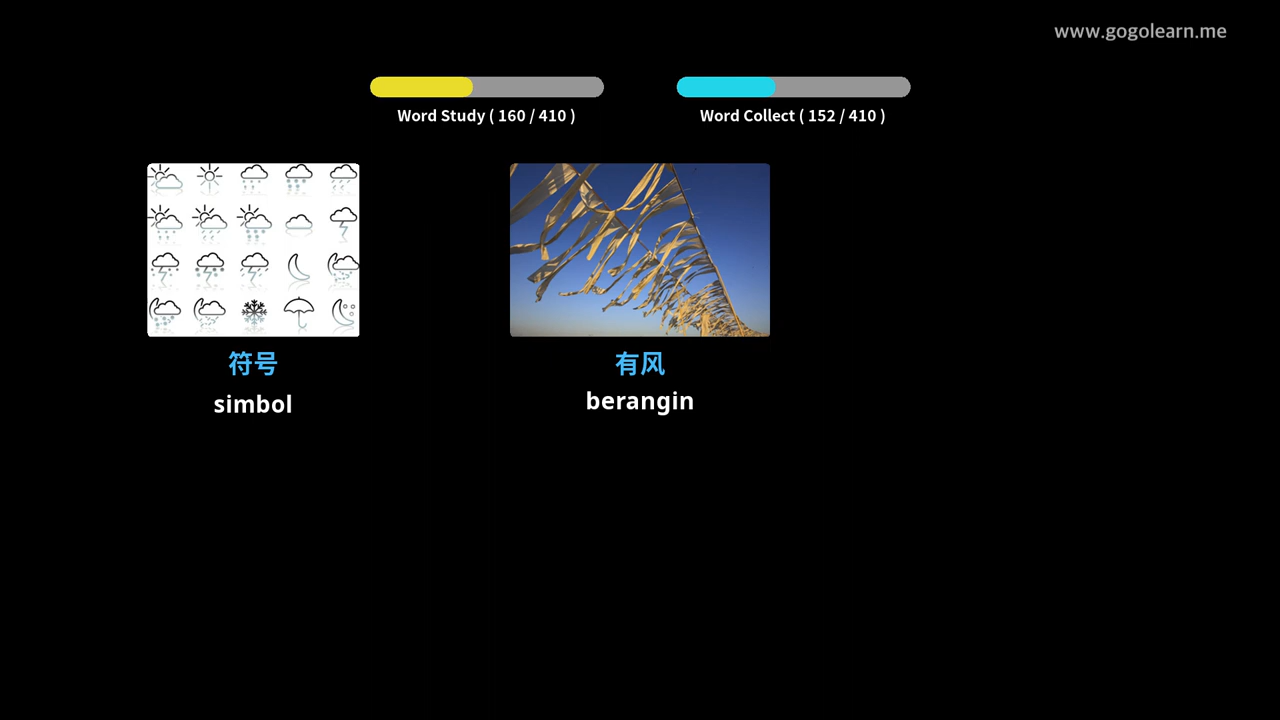 www.gogolearn.me
Word Study ( 160 / 410 )
Word Collect ( 152 / 410 )
符号
simbol
有风
berangin